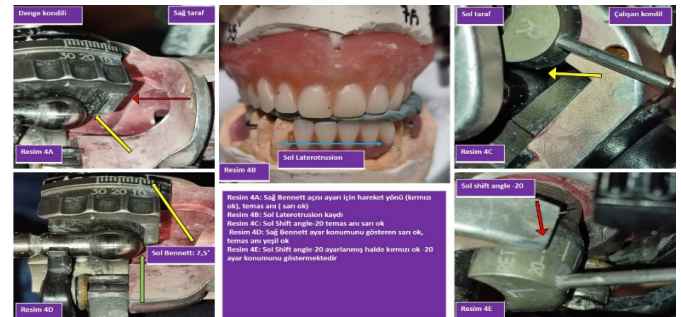 Denge kondili
Sağ taraf
30 20 10
Resim 4A
75
Sol Laterotrusion
Resim 4B
Sol taraf
Çalışan kondil
Resim 4C
30 20 10
Sol Bennett: 7,5°
Resim 4D
Resim 4A: Sağ Bennett açısı ayarı için hareket yönü (kırmızı
ok), temas anı ( sarı ok)
Resim 4B: Sol Laterotrusion kaydı
Resim 4C: Sol Shift angle-20 temas anı sarı ok
Resim 4D: Sağ Bennett ayar konumunu gösteren sarı ok,
temas anı yeşil ok
Resim 4E: Sol Shift angle-20 ayarlanmış halde kırmızı ok -20
ayar konumunu göstermektedir
Sol shift angle -20
20
Resim 4E